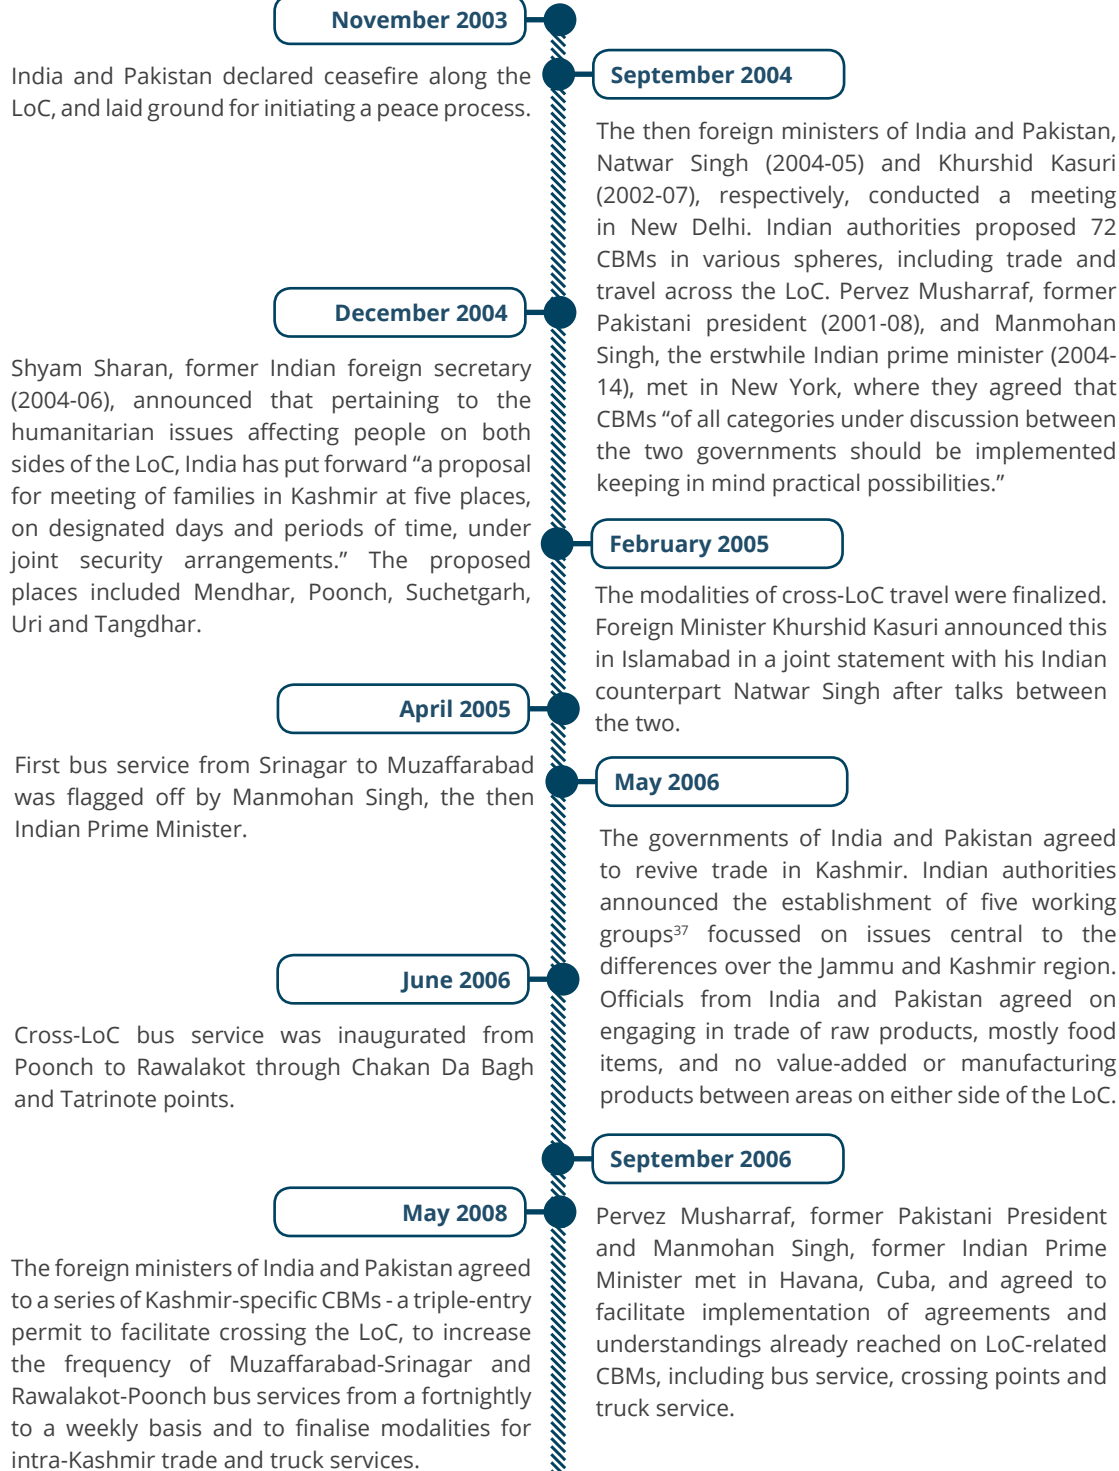 November 2003
India and Pakistan declared ceasefire along the
LoC, and laid ground for initiating a peace process.
September 2004
The then foreign ministers of India and Pakistan,
Natwar Singh (2004-05) and Khurshid Kasuri
(2002-07), respectively, conducted a meeting
in New Delhi. Indian authorities proposed 72
CBMs in various spheres, including trade and
travel across the LoC. Pervez Musharraf, former
Pakistani president (2001-08), and Manmohan
Singh, the erstwhile Indian prime minister (2004-
14), met in New York, where they agreed that
CBMs “of all categories under discussion between
the two governments should be implemented
keeping in mind practical possibilities.”
December 2004
Shyam Sharan, former Indian foreign secretary
(2004-06), announced that pertaining to the
humanitarian issues affecting people on both
sides of the LoC, India has put forward “a proposal
for meeting of families in Kashmir at five places,
on designated days and periods of time, under
joint security arrangements.” The proposed
places included Mendhar, Poonch, Suchetgarh,
Uri and Tangdhar.
February 2005
The modalities of cross-LoC travel were finalized.
Foreign Minister Khurshid Kasuri announced this
in Islamabad in a joint statement with his Indian
counterpart Natwar Singh after talks between
the two.
April 2005
First bus service from Srinagar to Muzaffarabad
was flagged off by Manmohan Singh, the then
Indian Prime Minister.
May 2006
The governments of India and Pakistan agreed
to revive trade in Kashmir. Indian authorities
announced the establishment of five working
groups³⁷ focussed on issues central to the
differences over the Jammu and Kashmir region.
Officials from India and Pakistan agreed on
engaging in trade of raw products, mostly food
items, and no value-added or manufacturing
products between areas on either side of the LoC.
June 2006
Cross-LoC bus service was inaugurated from
Poonch to Rawalakot through Chakan Da Bagh
and Tatrinote points.
September 2006
Pervez Musharraf, former Pakistani President
and Manmohan Singh, former Indian Prime
Minister met in Havana, Cuba, and agreed to
facilitate implementation of agreements and
understandings already reached on LoC-related
CBMs, including bus service, crossing points and
truck service.
May 2008
The foreign ministers of India and Pakistan agreed
to a series of Kashmir-specific CBMs - a triple-entry
permit to facilitate crossing the LoC, to increase
the frequency of Muzaffarabad-Srinagar and
Rawalakot-Poonch bus services from a fortnightly
to a weekly basis and to finalise modalities for
intra-Kashmir trade and truck services.